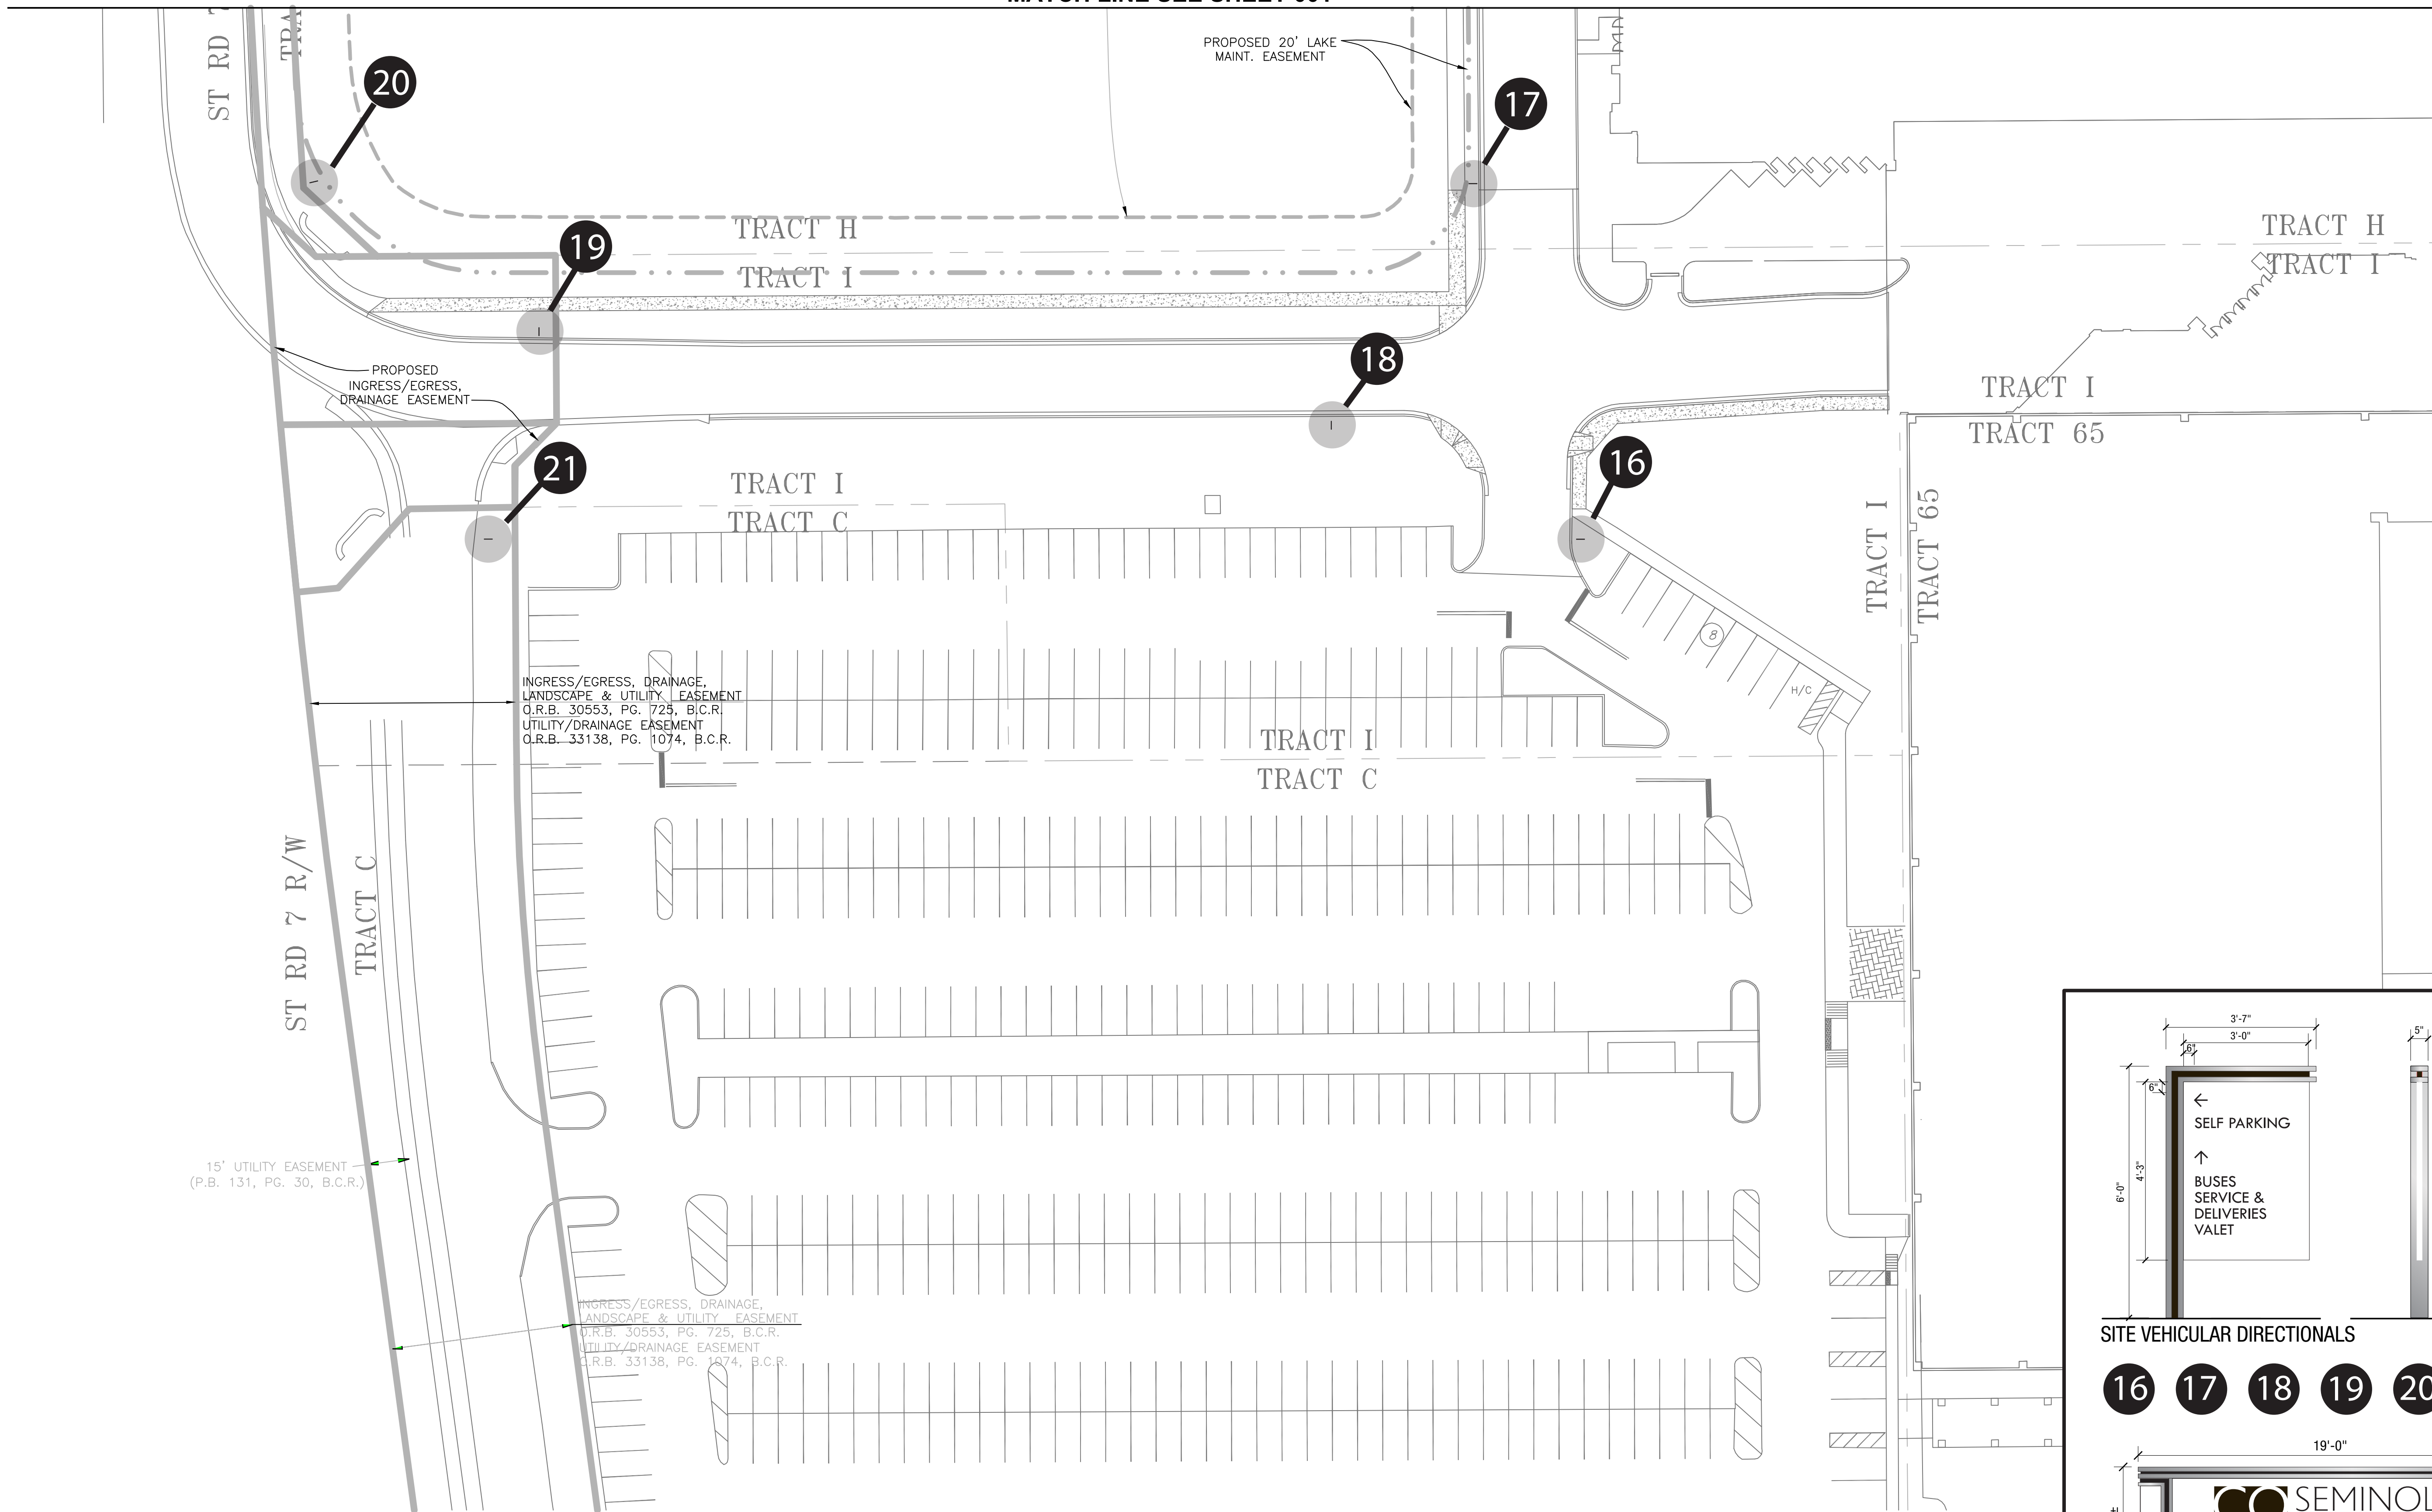 ST RD 7
PROPOSED 20' LAKE
MAINT. EASEMENT
20
17
TRACT H
TRACT I
19
TRACT H
TRACT I
18
PROPOSED
INGRESS/EGRESS,
DRAINAGE EASEMENT
TRACT I
TRACT 65
21
16
TRACT I
TRACT C
TRACT I
TRACT 65
8
H/C
INGRESS/EGRESS, DRAINAGE,
LANDSCAPE & UTILITY EASEMENT
O.R.B. 30553, PG. 725, B.C.R.
UTILITY/DRAINAGE EASEMENT
O.R.B. 33138, PG. 1074, B.C.R.
TRACT I
TRACT C
ST RD 7 R/W
TRACT C
15' UTILITY EASEMENT
(P.B. 131, PG. 30, B.C.R.)
INGRESS/EGRESS, DRAINAGE,
LANDSCAPE & UTILITY EASEMENT
O.R.B. 30553, PG. 725, B.C.R.
UTILITY/DRAINAGE EASEMENT
O.R.B. 33138, PG. 1074, B.C.R.
3'-7"
3'-0"
6"
5"
6"
4'-3"
6'-0"
←
SELF PARKING
↑
BUSES
SERVICE &
DELIVERIES
VALET
SITE VEHICULAR DIRECTIONALS
16 17 18 19 20
19'-0"